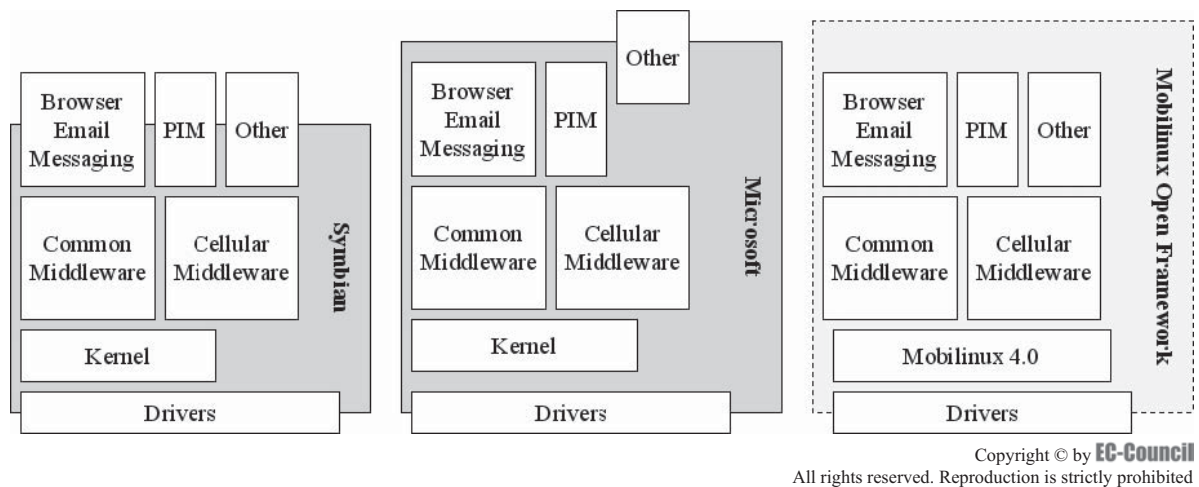 Browser
Email
Messaging
PIM
Other
Common
Middleware
Cellular
Middleware
Kernel
Drivers
Symbian
Browser
Email
Messaging
PIM
Other
Common
Middleware
Cellular
Middleware
Kernel
Drivers
Microsoft
Browser
Email
Messaging
PIM
Other
Common
Middleware
Cellular
Middleware
Mobilinux 4.0
Drivers
Mobilinux Open Framework
Copyright © by EC-Council
All rights reserved. Reproduction is strictly prohibited